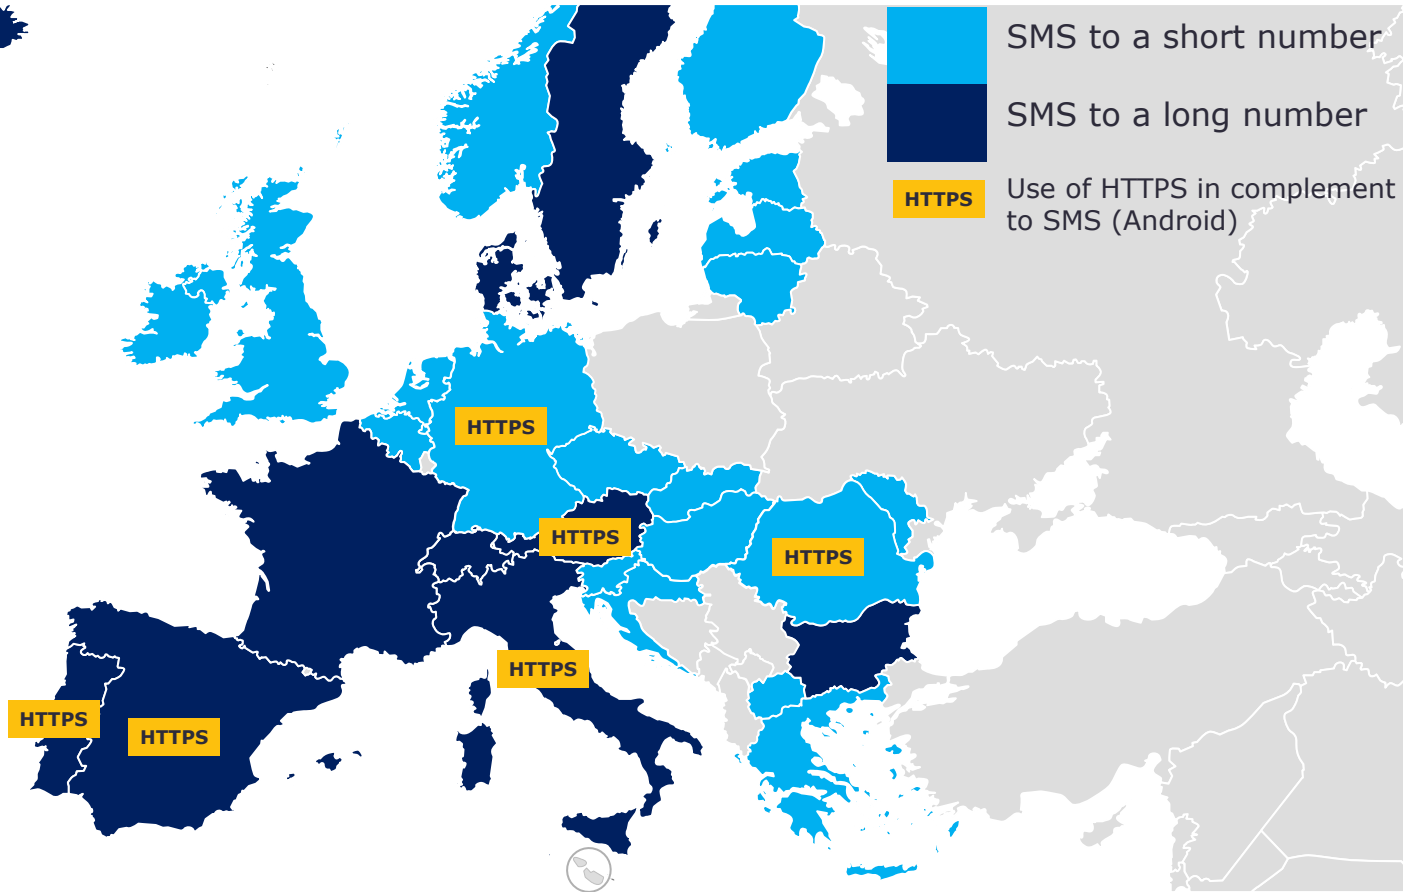 SMS to a short number
SMS to a long number
HTTPS
Use of HTTPS in complement
to SMS (Android)
HTTPS
HTTPS
HTTPS
HTTPS
HTTPS
HTTPS